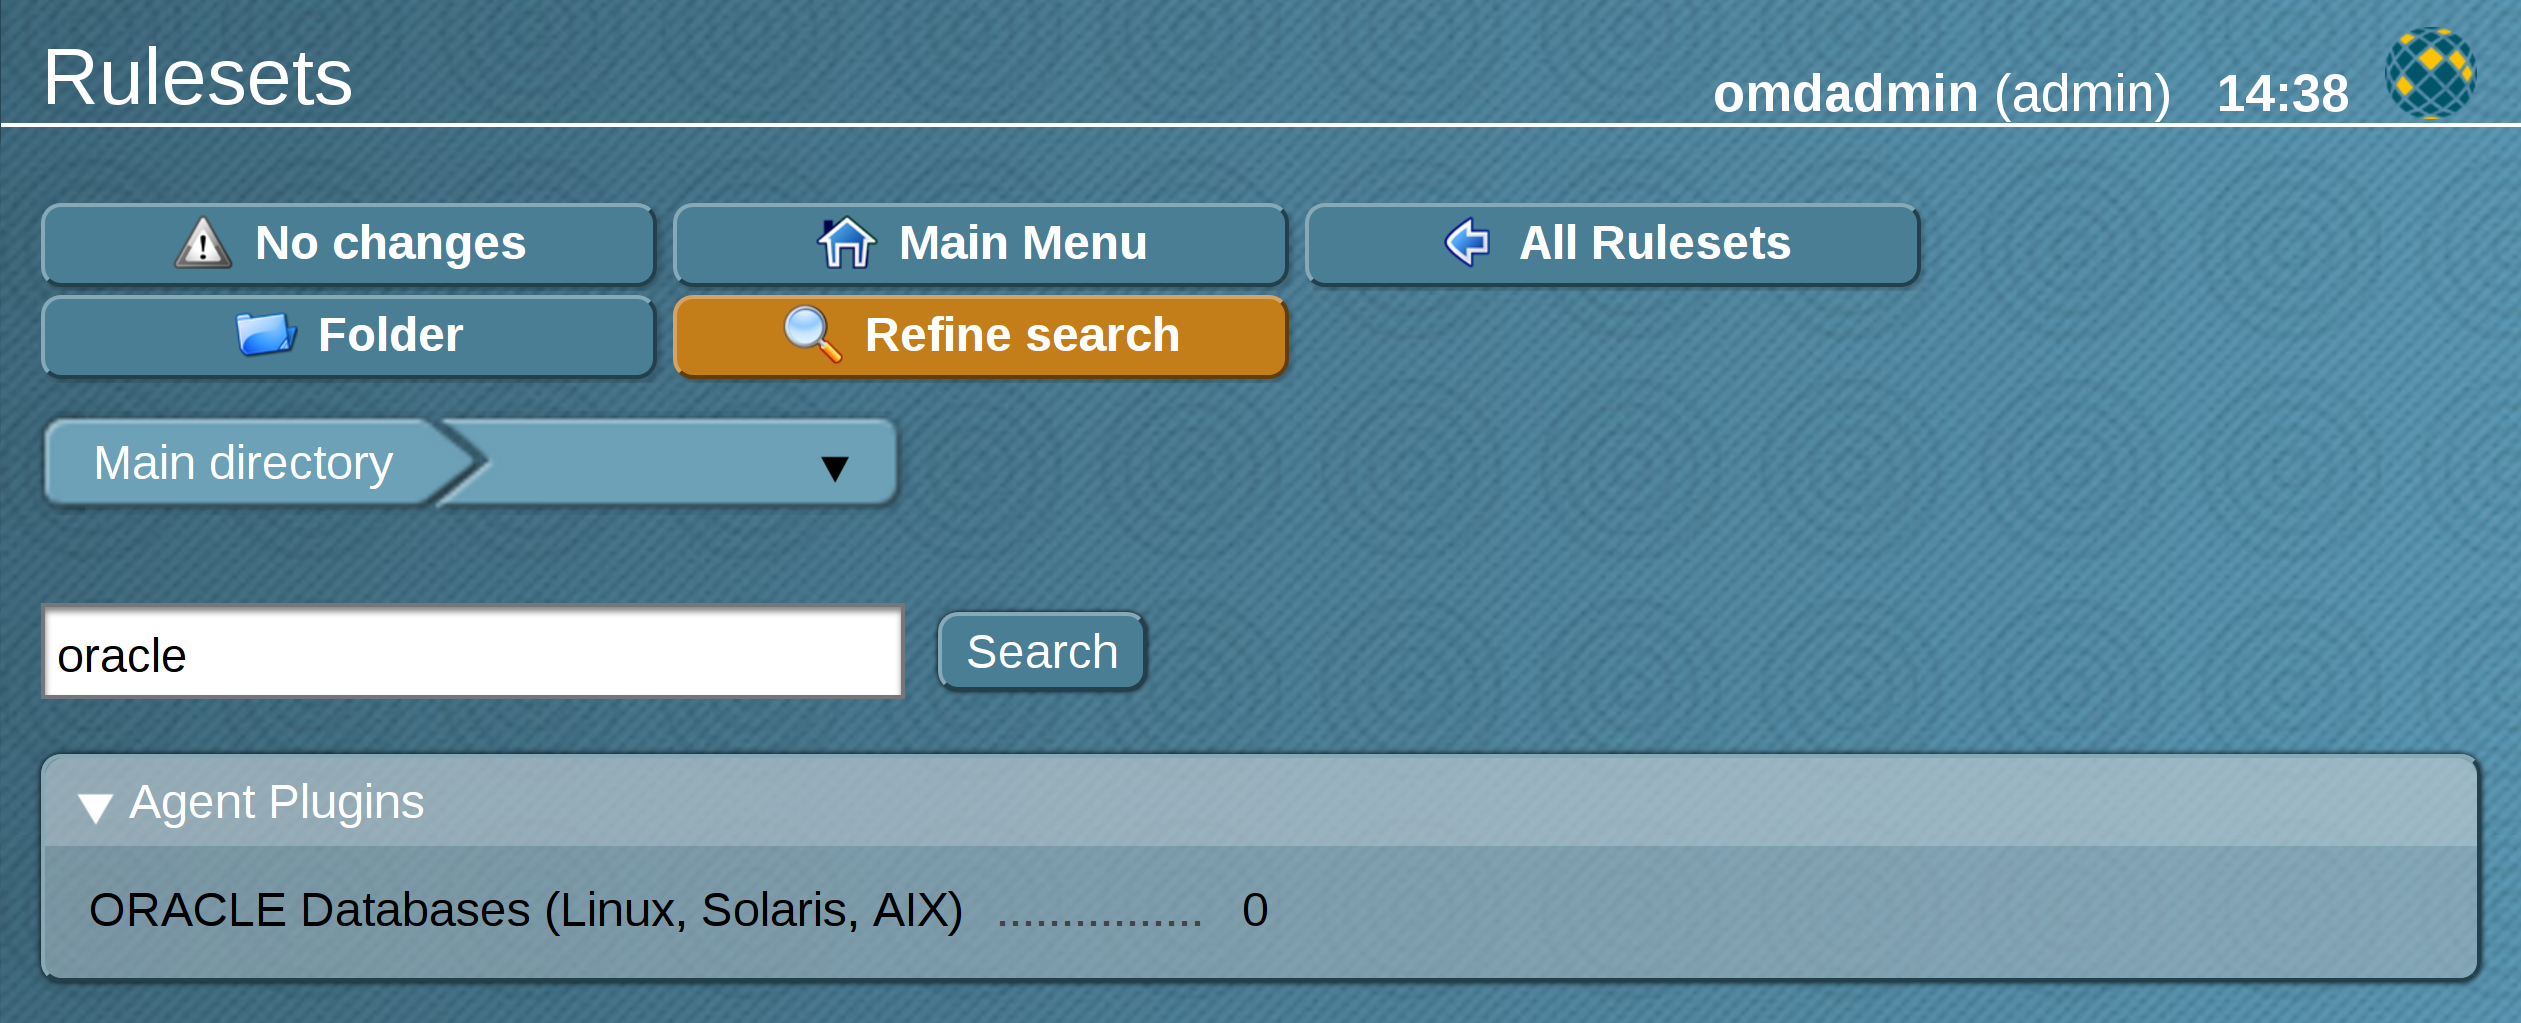 Rulesets
omdadmin (admin) 14:38
No changes
Main Menu
All Rulesets
Folder
Refine search
Main directory
oracle
Search
Agent Plugins
ORACLE Databases (Linux, Solaris, AIX) ................ 0